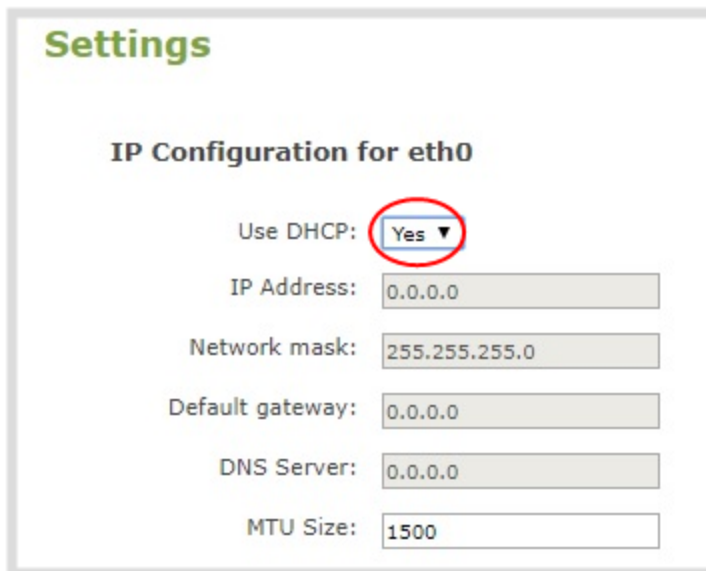 Settings
IP Configuration for eth0
Use DHCP: Yes ▼
IP Address: 0.0.0.0
Network mask: 255.255.255.0
Default gateway: 0.0.0.0
DNS Server: 0.0.0.0
MTU Size: 1500